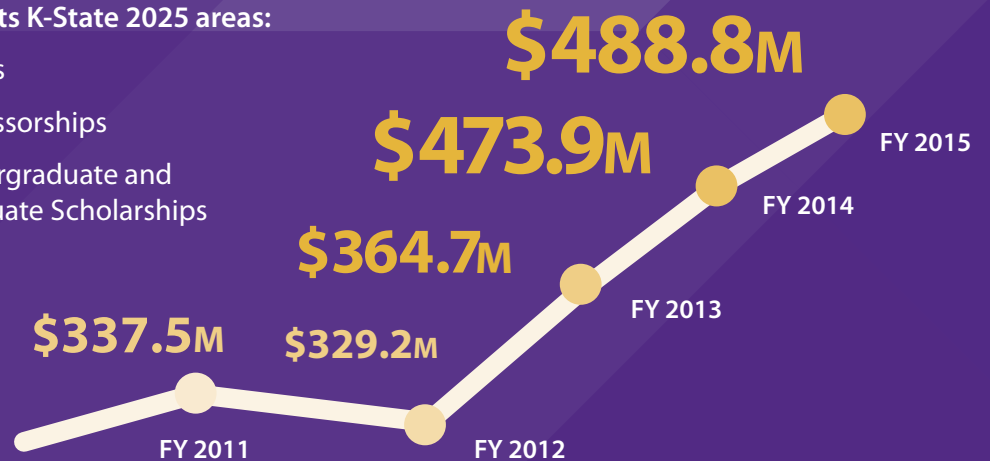 ts K-State 2025 areas:
s
ssorships
rgraduate and
uate Scholarships
$488.8M
FY 2015
$473.9M
FY 2014
$364.7M
FY 2013
$337.5M
$329.2M
FY 2011
FY 2012